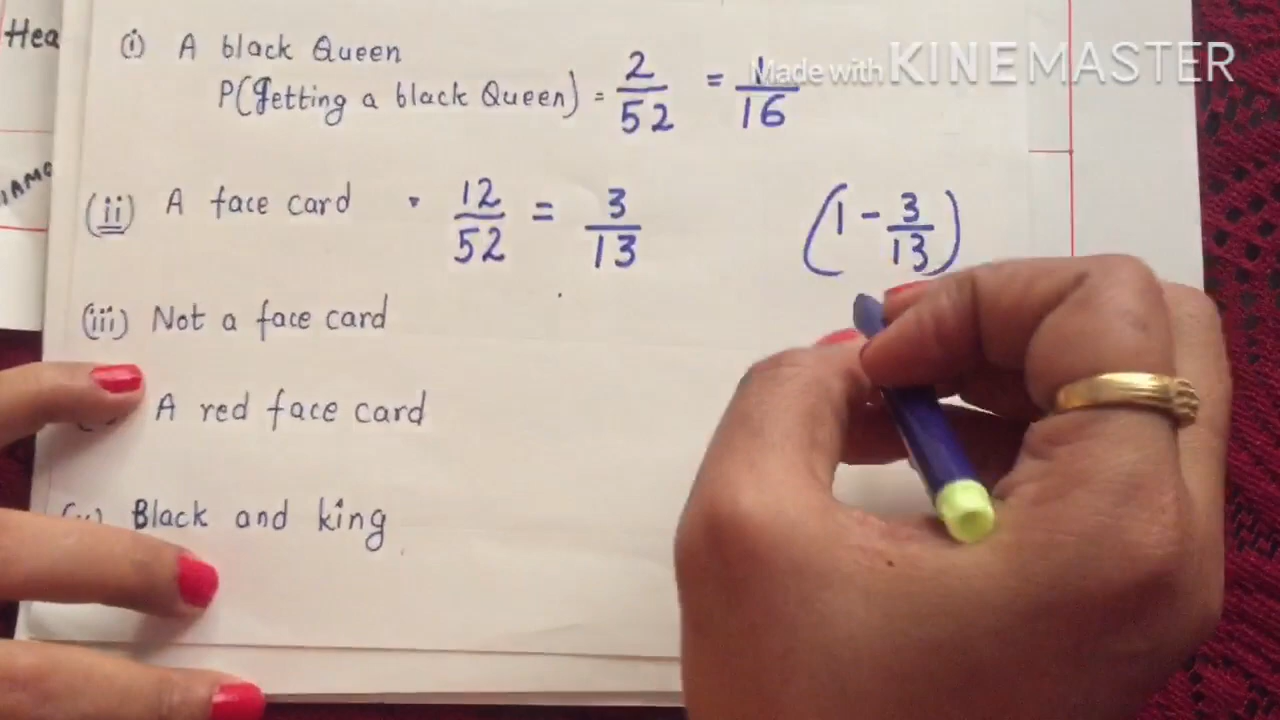 Hea
(i) A black Queen
P(getting a black Queen) = 2/52 = 1/16
Made with KINEMASTER
(ii) A face card 12/52 = 3/13 (1 - 3/13)
(iii) Not a face card
A red face card
Black and king